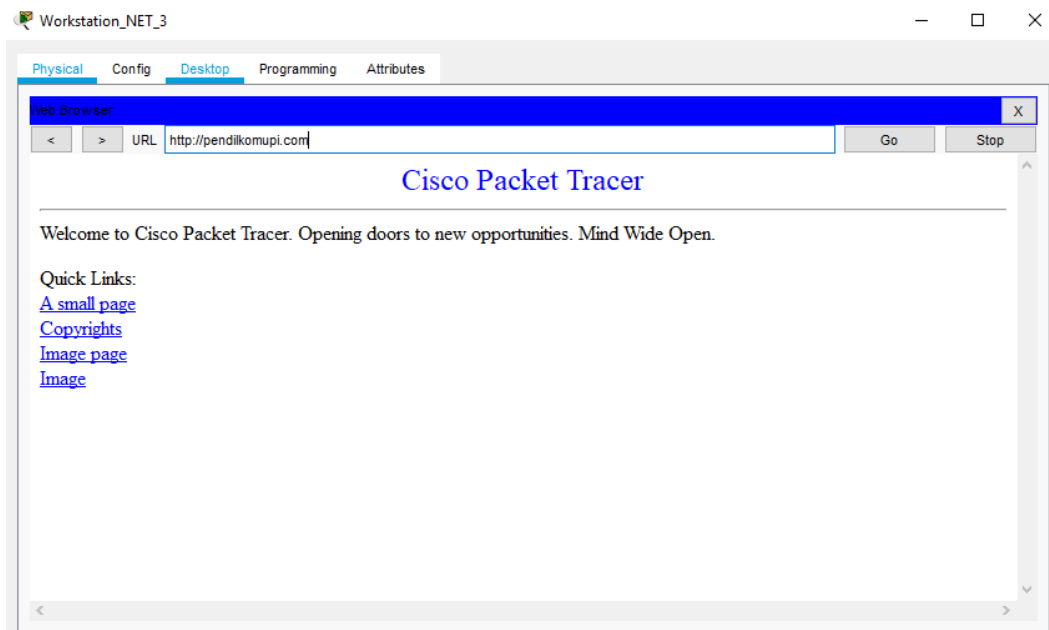 Workstation_NET_3
Physical Config Desktop Programming Attributes
Web Browser X
< > URL http://pendilkomupi.com Go Stop
Cisco Packet Tracer
Welcome to Cisco Packet Tracer. Opening doors to new opportunities. Mind Wide Open.
Quick Links:
A small page
Copyrights
Image page
Image